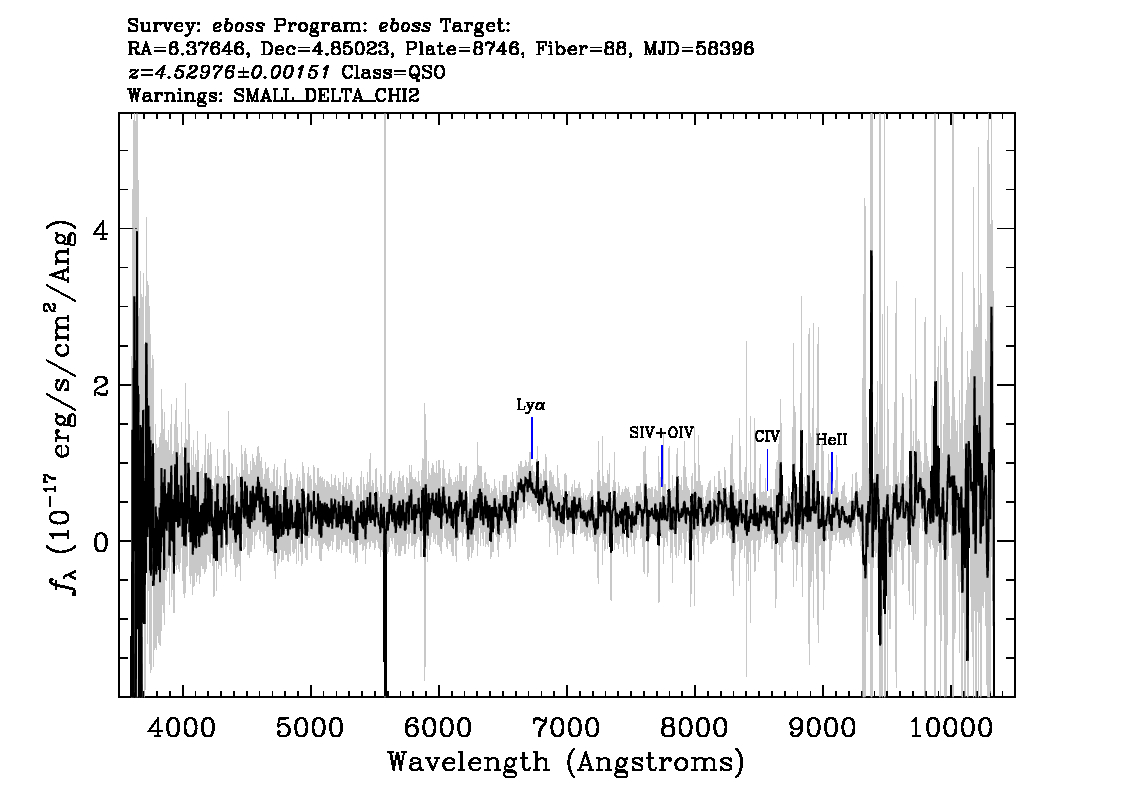 Survey: eboss Program: eboss Target:
RA=6.37646, Dec=4.85023, Plate=8746, Fiber=88, MJD=58396
z=4.52976±0.00151 Class=QSO
Warnings: SMALL_DELTA_CHI2
Lyα
SIV+OIV
CIV
HeII
4
2
0
fλ (10⁻¹⁷ erg/s/cm²/Ang)
4000 5000 6000 7000 8000 9000 10000
Wavelength (Angstroms)